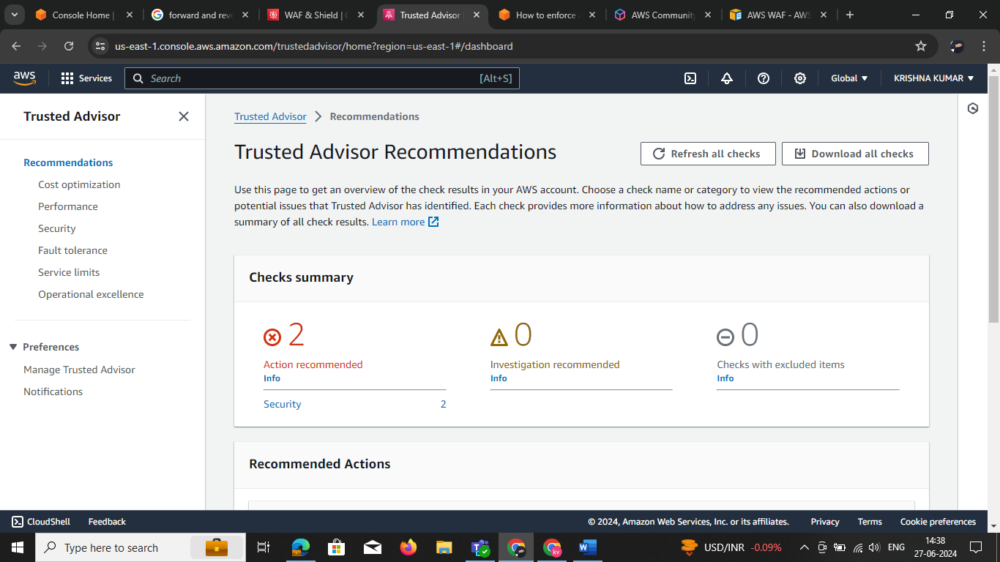 Console Home |
forward and reve
WAF & Shield |
Trusted Advisor
How to enforce
AWS Community
AWS WAF - AWS
us-east-1.console.aws.amazon.com/trustedadvisor/home?region=us-east-1#/dashboard
aws
Services
Search
[Alt+S]
Global
KRISHNA KUMAR
Trusted Advisor
Recommendations
Cost optimization
Performance
Security
Fault tolerance
Service limits
Operational excellence
Preferences
Manage Trusted Advisor
Notifications
Trusted Advisor > Recommendations
Trusted Advisor Recommendations
Refresh all checks
Download all checks
Use this page to get an overview of the check results in your AWS account. Choose a check name or category to view the recommended actions or
potential issues that Trusted Advisor has identified. Each check provides more information about how to address any issues. You can also download a
summary of all check results. Learn more
Checks summary
2
Action recommended
Info
Security 2
0
Investigation recommended
Info
0
Checks with excluded items
Info
Recommended Actions
CloudShell
Feedback
© 2024, Amazon Web Services, Inc. or its affiliates.
Privacy
Terms
Cookie preferences
Type here to search
kv
USD/INR -0.09%
ENG
14:38
27-06-2024